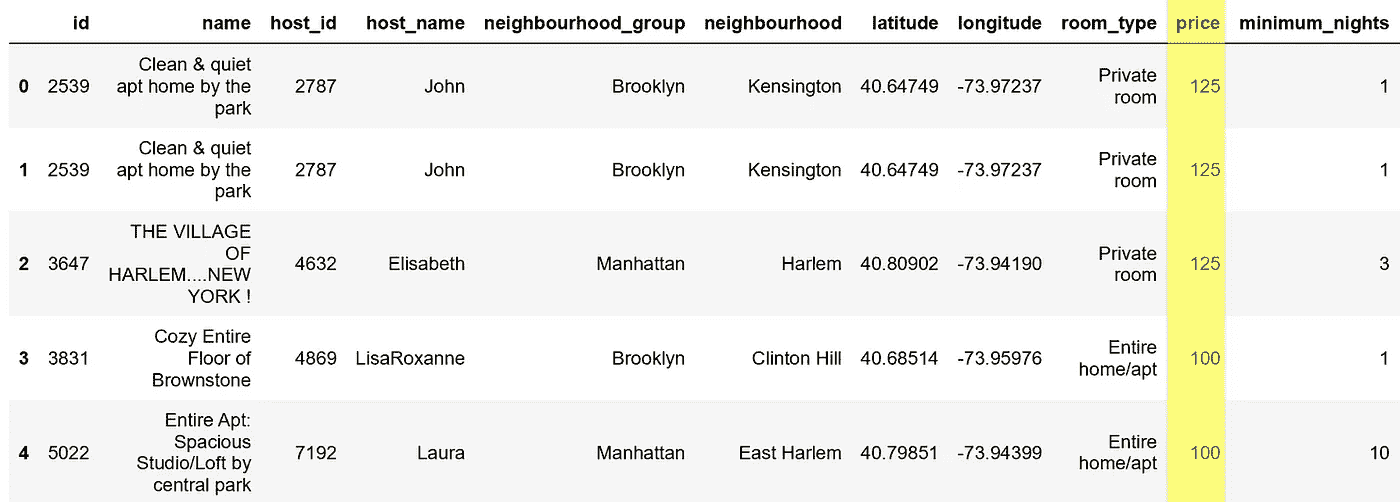 id name host_id host_name neighbourhood_group neighbourhood latitude longitude room_type price minimum_nights
0 2539 Clean & quiet apt home by the park 2787 John Brooklyn Kensington 40.64749 -73.97237 Private room 125 1
1 2539 Clean & quiet apt home by the park 2787 John Brooklyn Kensington 40.64749 -73.97237 Private room 125 1
2 3647 THE VILLAGE OF HARLEM....NEW YORK ! 4632 Elisabeth Manhattan Harlem 40.80902 -73.94190 Private room 125 3
3 3831 Cozy Entire Floor of Brownstone 4869 LisaRoxanne Brooklyn Clinton Hill 40.68514 -73.95976 Entire home/apt 100 1
4 5022 Entire Apt: Spacious Studio/Loft by central park 7192 Laura Manhattan East Harlem 40.79851 -73.94399 Entire home/apt 100 10